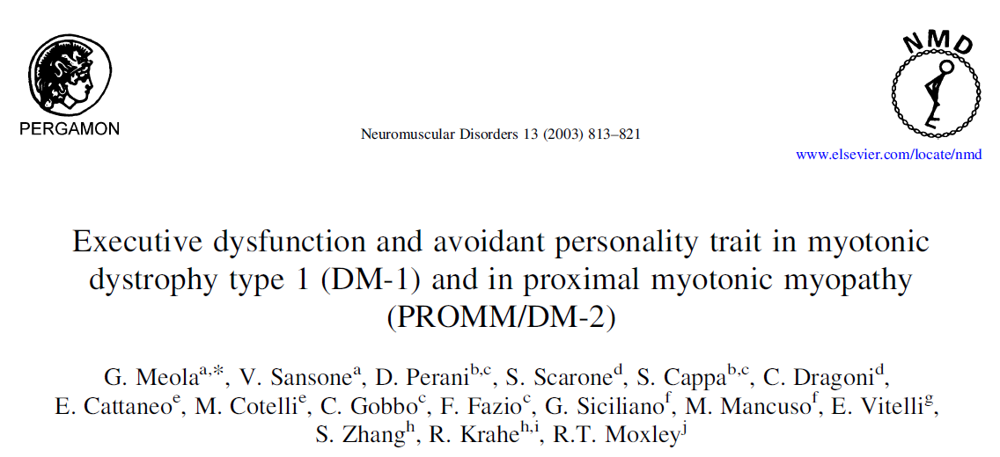 PERGAMON
NMD
Neuromuscular Disorders 13 (2003) 813–821
www.elsevier.com/locate/nmd
Executive dysfunction and avoidant personality trait in myotonic
dystrophy type 1 (DM-1) and in proximal myotonic myopathy
(PROMM/DM-2)
G. Meolaa,*, V. Sansonea, D. Peranib,c, S. Scaroned, S. Cappab,c, C. Dragonid,
E. Cattaneoe, M. Cotellie, C. Gobboc, F. Fazioc, G. Sicilianof, M. Mancusof, E. Vitellig,
S. Zhangh, R. Kraheh,i, R.T. Moxleyj